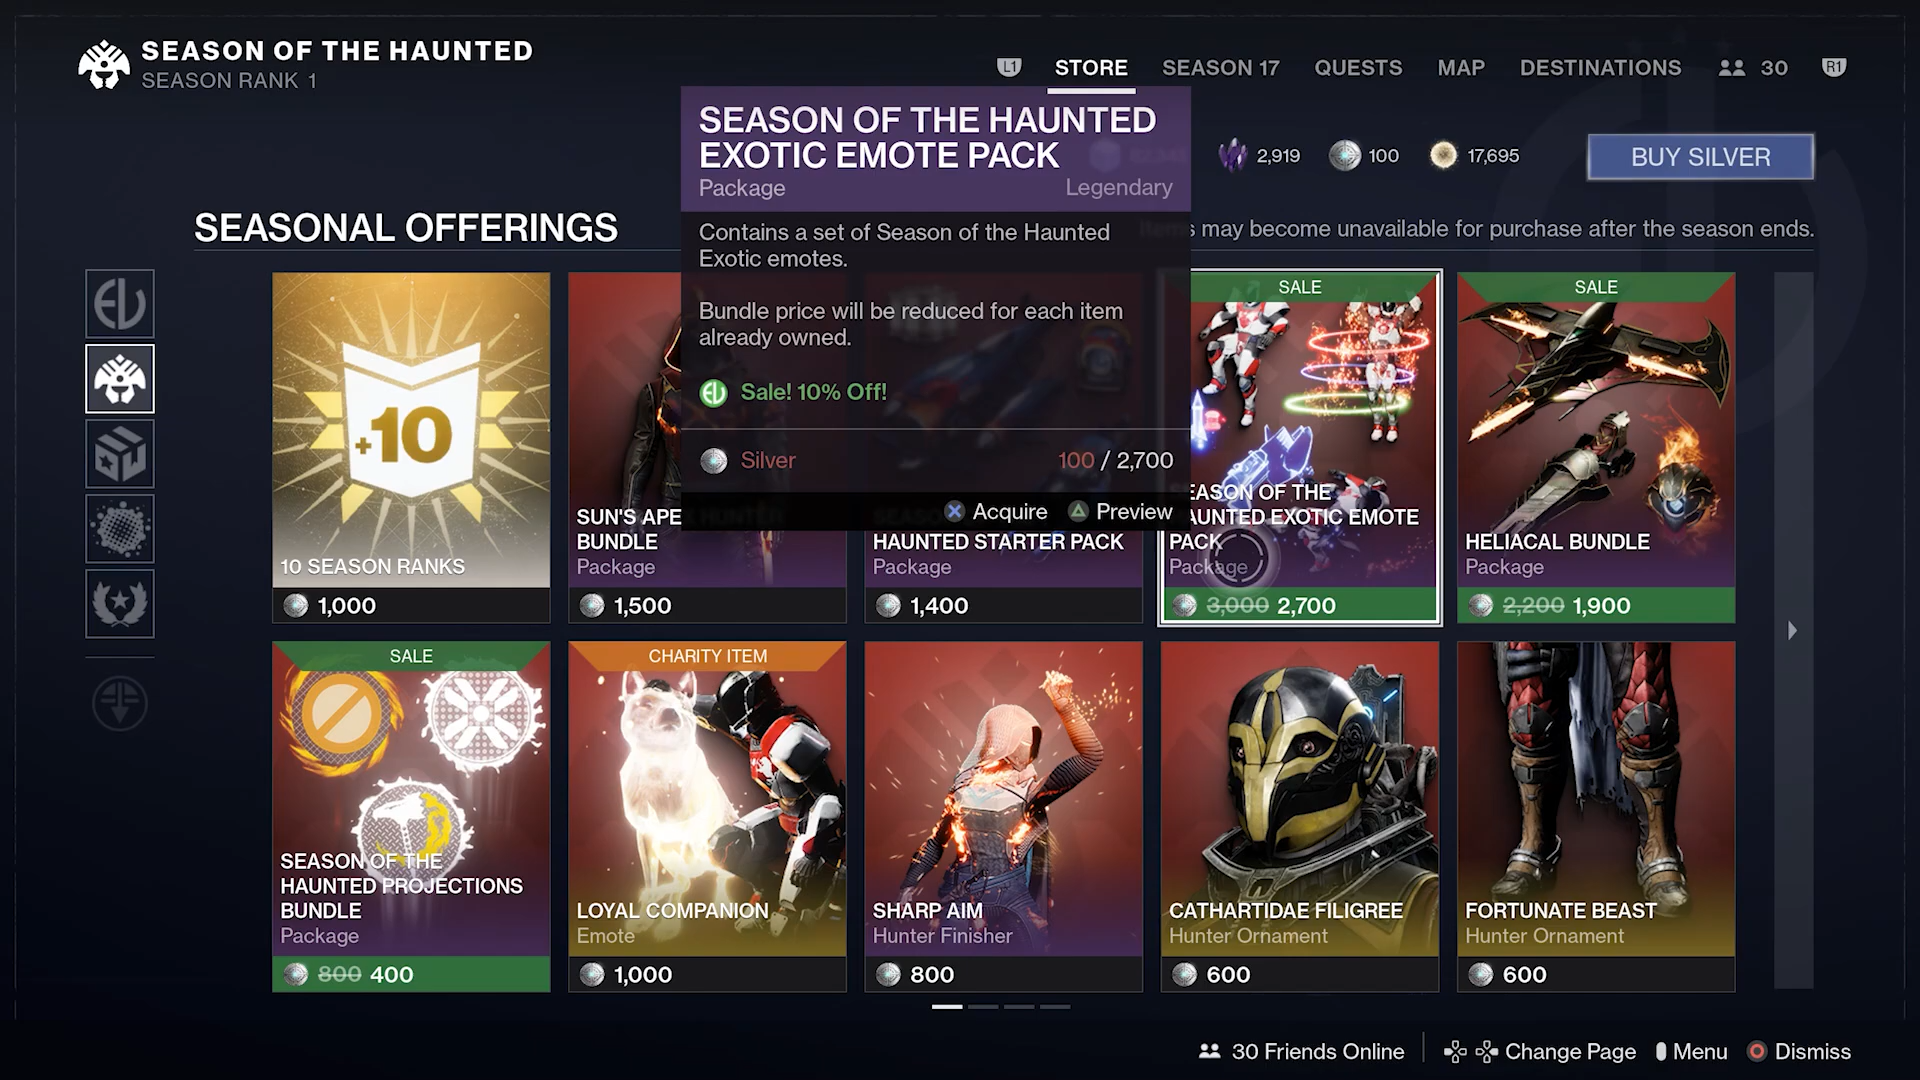 SEASON OF THE HAUNTED
SEASON RANK 1
L1
STORE
SEASON 17
QUESTS
MAP
DESTINATIONS
30
R1
2,919
100
17,695
BUY SILVER
SEASONAL OFFERINGS
may become unavailable for purchase after the season ends.
SEASON OF THE HAUNTED
EXOTIC EMOTE PACK
Package
Legendary
Contains a set of Season of the Haunted
Exotic emotes.
Bundle price will be reduced for each item
already owned.
Sale! 10% Off!
Silver
100 / 2,700
Acquire
Preview
+10
10 SEASON RANKS
1,000
SUN'S APE
BUNDLE
Package
1,500
HAUNTED STARTER PACK
Package
1,400
SALE
SEASON OF THE
HAUNTED EXOTIC EMOTE
PACK
Package
3,000 2,700
SALE
HELIACAL BUNDLE
Package
2,200 1,900
SALE
SEASON OF THE
HAUNTED PROJECTIONS
BUNDLE
Package
800 400
CHARITY ITEM
LOYAL COMPANION
Emote
1,000
SHARP AIM
Hunter Finisher
800
CATHARTIDAE FILIGREE
Hunter Ornament
600
FORTUNATE BEAST
Hunter Ornament
600
30 Friends Online
Change Page
Menu
Dismiss